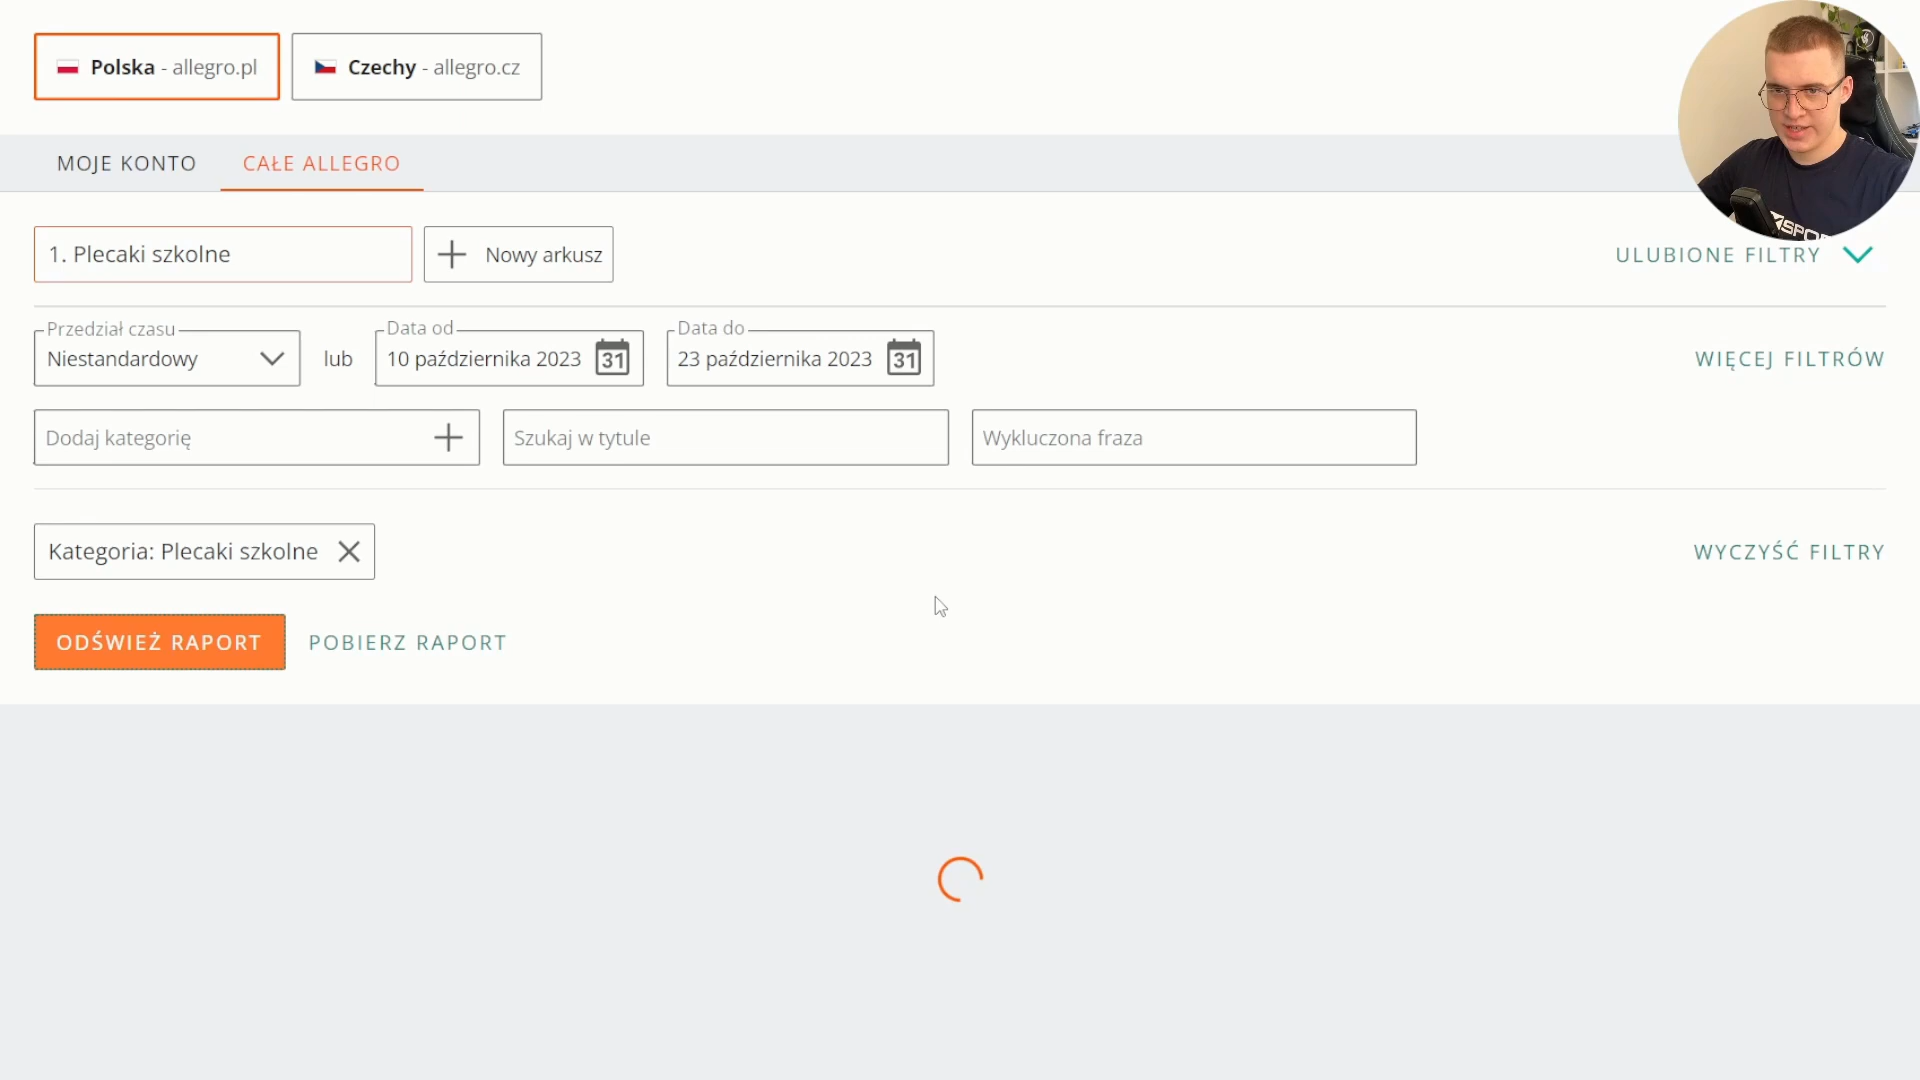 Polska - allegro.pl
Czechy - allegro.cz
MOJE KONTO
CAŁE ALLEGRO
1. Plecaki szkolne
Nowy arkusz
ULUBIONE FILTRY
Przedział czasu
Niestandardowy
lub
Data od
10 października 2023
31
Data do
23 października 2023
31
WIĘCEJ FILTRÓW
Dodaj kategorię
Szukaj w tytule
Wykluczona fraza
Kategoria: Plecaki szkolne
WYCZYŚĆ FILTRY
ODŚWIEŻ RAPORT
POBIERZ RAPORT